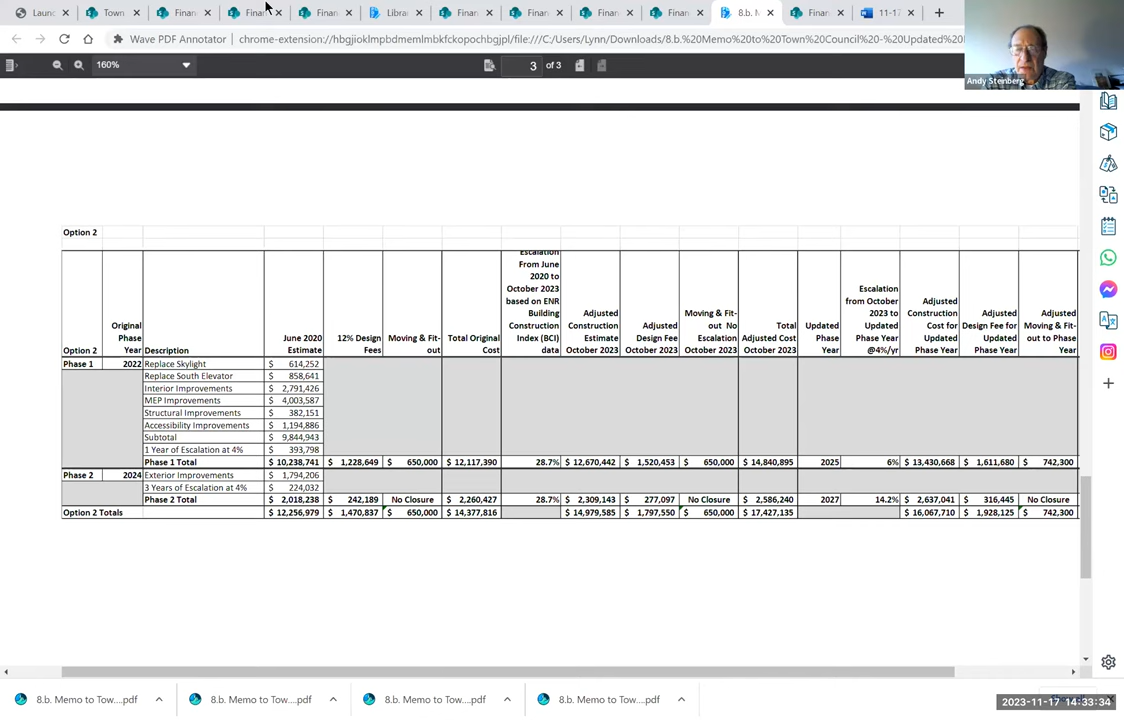 Launc
Town
Financ
Financ
Financ
Librar
Financ
Financ
Financ
Financ
8.b. M
Financ
11-17
Wave PDF Annotator | chrome-extension://hbgjioklmpbdmemlmbkfckopochbgjpl/file:///C:/Users/Lynn/Downloads/8.b.%20Memo%20to%20Town%20Council%20-%20Updated%20
160%
3 of 3
Andy Steinberg
Option 2
Option 2
Original Phase Year
Description
June 2020 Estimate
12% Design Fees
Moving & Fit-out
Total Original Cost
Escalation From June 2020 to October 2023 based on ENR Building Construction Index (BCI) data
Adjusted Construction Estimate October 2023
Adjusted Design Fee October 2023
Moving & Fit-out No Escalation October 2023
Total Adjusted Cost October 2023
Updated Phase Year
Escalation from October 2023 to Updated Phase Year @4%/yr
Adjusted Construction Cost for Updated Phase Year
Adjusted Design Fee for Updated Phase Year
Adjusted Moving & Fit-out to Phase Year
Phase 1 2022 Replace Skylight $ 614,252
Replace South Elevator $ 858,641
Interior Improvements $ 2,791,426
MEP Improvements $ 4,003,587
Structural Improvements $ 382,151
Accessibility Improvements $ 1,194,886
Subtotal $ 9,844,943
1 Year of Escalation at 4% $ 393,798
Phase 1 Total $ 10,238,741 $ 1,228,649 $ 650,000 $ 12,117,390 28.7% $ 12,670,442 $ 1,520,453 $ 650,000 $ 14,840,895 2025 6% $ 13,430,668 $ 1,611,680 $ 742,300
Phase 2 2024 Exterior Improvements $ 1,794,206
3 Years of Escalation at 4% $ 224,032
Phase 2 Total $ 2,018,238 $ 242,189 No Closure $ 2,260,427 28.7% $ 2,309,143 $ 277,097 No Closure $ 2,586,240 2027 14.2% $ 2,637,041 $ 316,445 No Closure
Option 2 Totals $ 12,256,979 $ 1,470,837 $ 650,000 $ 14,377,816 $ 14,979,585 $ 1,797,550 $ 650,000 $ 17,427,135 $ 16,067,710 $ 1,928,125 $ 742,300
8.b. Memo to Tow....pdf
8.b. Memo to Tow....pdf
8.b. Memo to Tow....pdf
8.b. Memo to Tow....pdf
2023-11-17 14:33:34